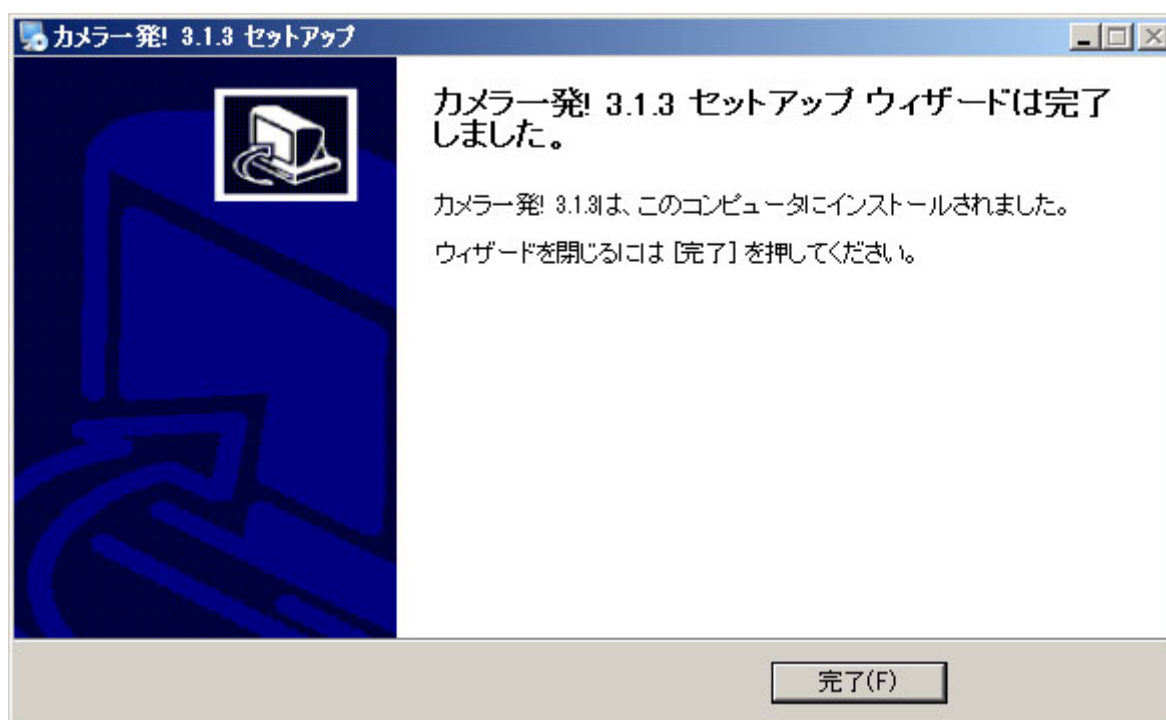 カメラ一発! 3.1.3 セットアップ
カメラ一発! 3.1.3 セットアップ ウィザードは完了
しました。
カメラ一発! 3.1.3は、このコンピュータにインストールされました。
ウィザードを閉じるには [完了] を押してください。
完了(F)